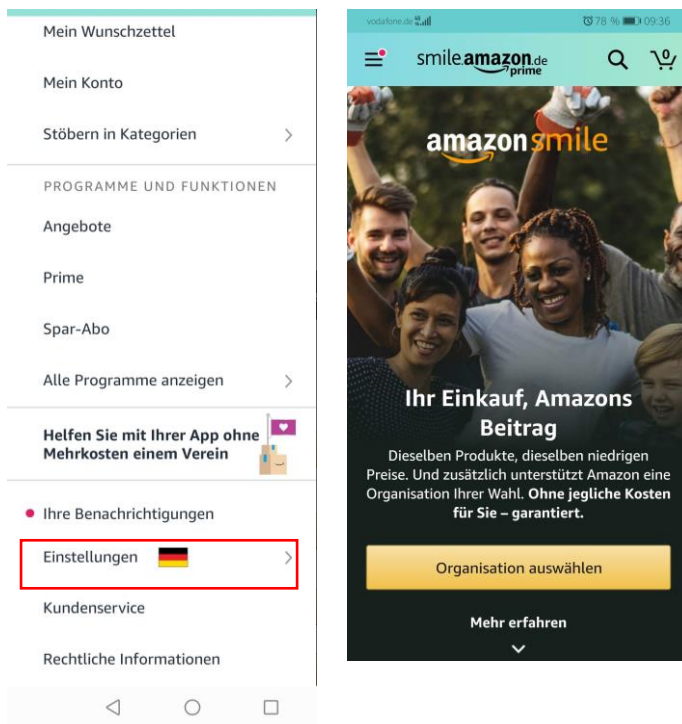 Mein Wunschzettel
Mein Konto
Stöbern in Kategorien
PROGRAMME UND FUNKTIONEN
Angebote
Prime
Spar-Abo
Alle Programme anzeigen
Helfen Sie mit Ihrer App ohne
Mehrkosten einem Verein
Ihre Benachrichtigungen
Einstellungen
Kundenservice
Rechtliche Informationen
vodafone.de 78 % 09:36
smile.amazon.de
prime
0
amazonsmile
Ihr Einkauf, Amazons
Beitrag
Dieselben Produkte, dieselben niedrigen
Preise. Und zusätzlich unterstützt Amazon eine
Organisation Ihrer Wahl. Ohne jegliche Kosten
für Sie – garantiert.
Organisation auswählen
Mehr erfahren